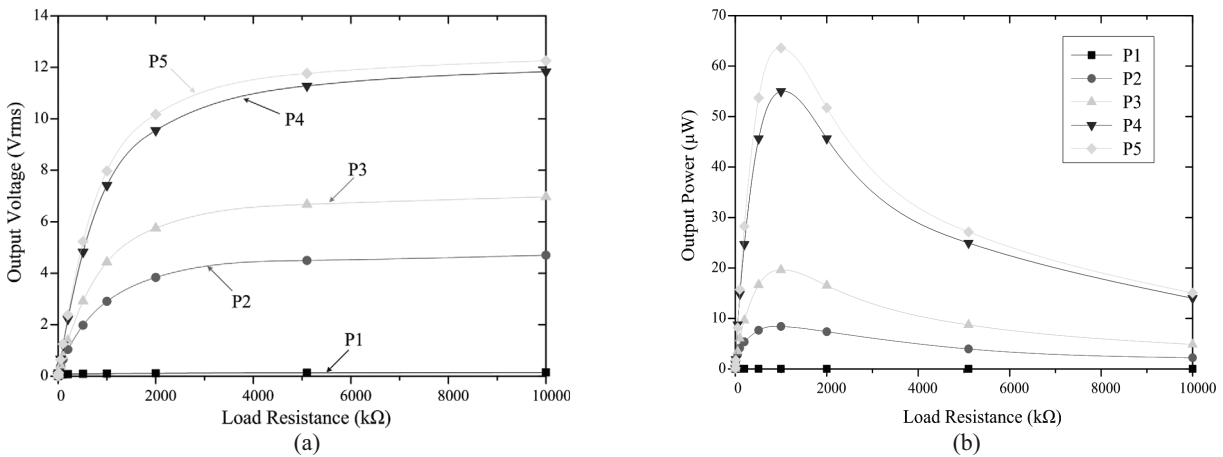 14
12
10
8
6
4
2
0
Output Voltage (Vrms)
P5
P4
P3
P2
P1
0 2000 4000 6000 8000 10000
Load Resistance (kΩ)
(a)
70
60
50
40
30
20
10
0
Output Power (μW)
P1
P2
P3
P4
P5
0 2000 4000 6000 8000 10000
Load Resistance (kΩ)
(b)